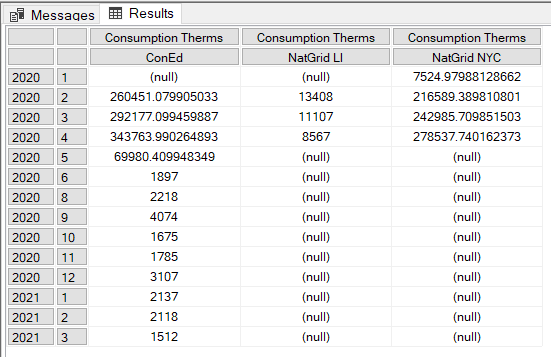 Messages Results
Consumption Therms Consumption Therms Consumption Therms
ConEd NatGrid LI NatGrid NYC
2020 1 (null) (null) 7524.97988128662
2020 2 260451.079905033 13408 216589.389810801
2020 3 292177.099459887 11107 242985.709851503
2020 4 343763.990264893 8567 278537.740162373
2020 5 69980.409948349 (null) (null)
2020 6 1897 (null) (null)
2020 8 2218 (null) (null)
2020 9 4074 (null) (null)
2020 10 1675 (null) (null)
2020 11 1785 (null) (null)
2020 12 3107 (null) (null)
2021 1 2137 (null) (null)
2021 2 2118 (null) (null)
2021 3 1512 (null) (null)